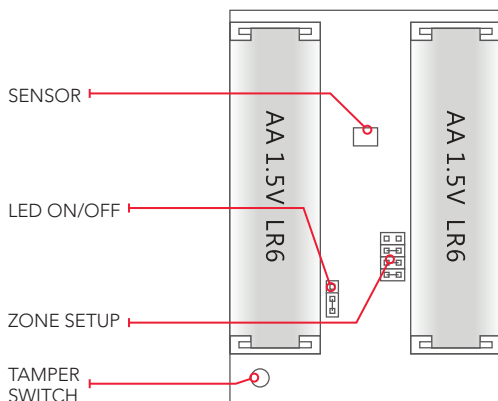 SENSOR
LED ON/OFF
ZONE SETUP
TAMPER
SWITCH
AA 1.5V LR6
AA 1.5V LR6